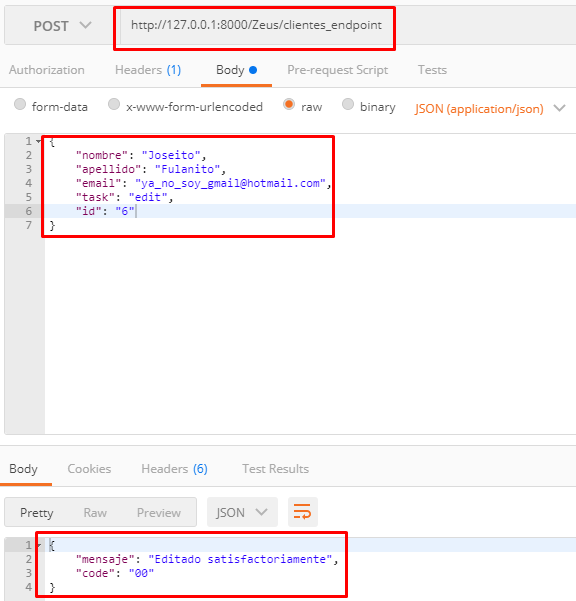 POST http://127.0.0.1:8000/Zeus/clientes_endpoint
Authorization Headers (1) Body Pre-request Script Tests
form-data x-www-form-urlencoded raw binary JSON (application/json)
1 {
2 "nombre": "Joseito",
3 "apellido": "Fulanito",
4 "email": "ya_no_soy_gmail@hotmail.com",
5 "task": "edit",
6 "id": "6"
7 }
Body Cookies Headers (6) Test Results
Pretty Raw Preview JSON
1 {
2 "mensaje": "Editado satisfactoriamente",
3 "code": "00"
4 }